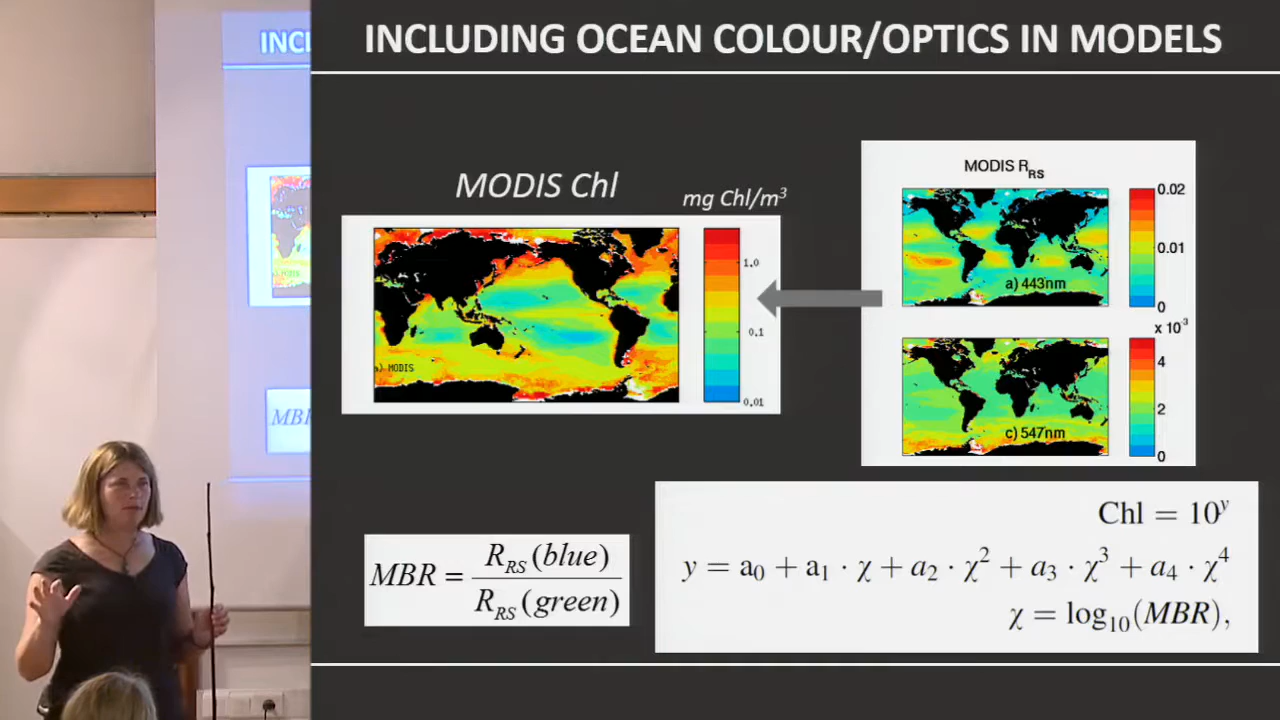 INCLUDING OCEAN COLOUR/OPTICS IN MODELS
INCL
MODIS Chl
mg Chl/m³
1.0
0.1
0.01
a) MODIS
MODIS R_RS
0.02
0.01
0
a) 443nm
x 10⁻³
4
2
0
c) 547nm
MBR
MBR = R_RS(blue) / R_RS(green)
Chl = 10^y
y = a₀ + a₁ · χ + a₂ · χ² + a₃ · χ³ + a₄ · χ⁴
χ = log₁₀(MBR),